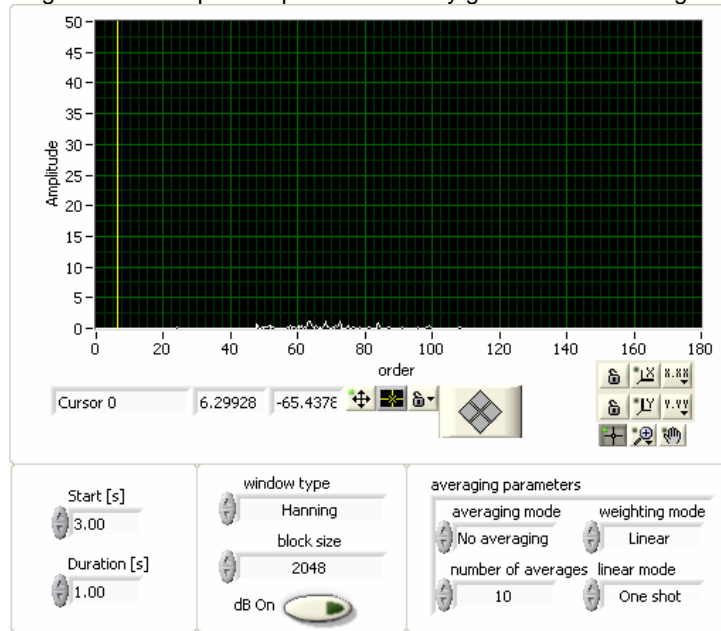 50
45
40
35
30
25
20
15
10
5
0
Amplitude
0 20 40 60 80 100 120 140 160 180
order
Cursor 0 6.29928 -65.437
X.XX
Y.YY
Start [s]
3.00
Duration [s]
1.00
window type
Hanning
block size
2048
dB On
averaging parameters
averaging mode weighting mode
No averaging Linear
number of averages linear mode
10 One shot